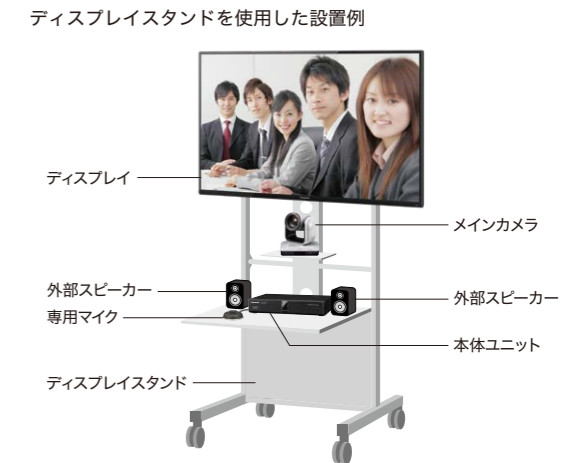 ディスプレイスタンドを使用した設置例
ディスプレイ
メインカメラ
外部スピーカー
外部スピーカー
専用マイク
本体ユニット
ディスプレイスタンド